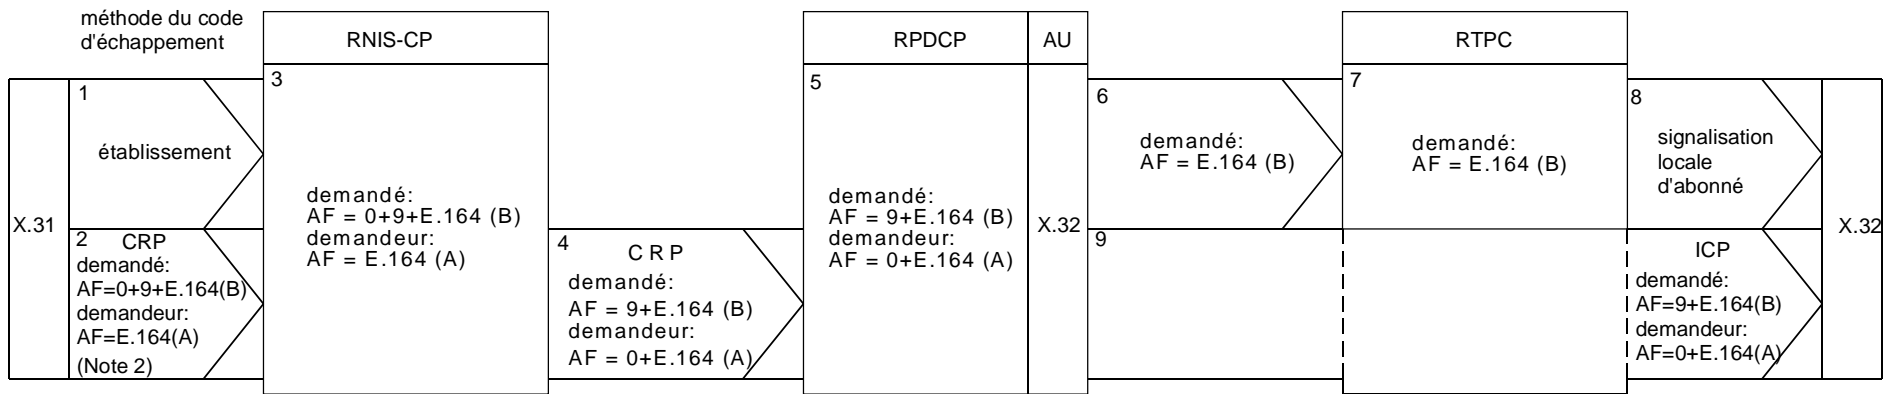 méthode du code
d'échappement
RNIS-CP
RPDCP
AU
RTPC
X.31
1
établissement
2
CRP
demandé:
AF=0+9+E.164(B)
demandeur:
AF=E.164(A)
(Note 2)
3
demandé:
AF = 0+9+E.164 (B)
demandeur:
AF = E.164 (A)
4
CRP
demandé:
AF = 9+E.164 (B)
demandeur:
AF = 0+E.164 (A)
5
demandé:
AF = 9+E.164 (B)
demandeur:
AF = 0+E.164 (A)
X.32
6
demandé:
AF = E.164 (B)
7
demandé:
AF = E.164 (B)
8
signalisation
locale
d'abonné
9
ICP
demandé:
AF=9+E.164(B)
demandeur:
AF=0+E.164(A)
X.32